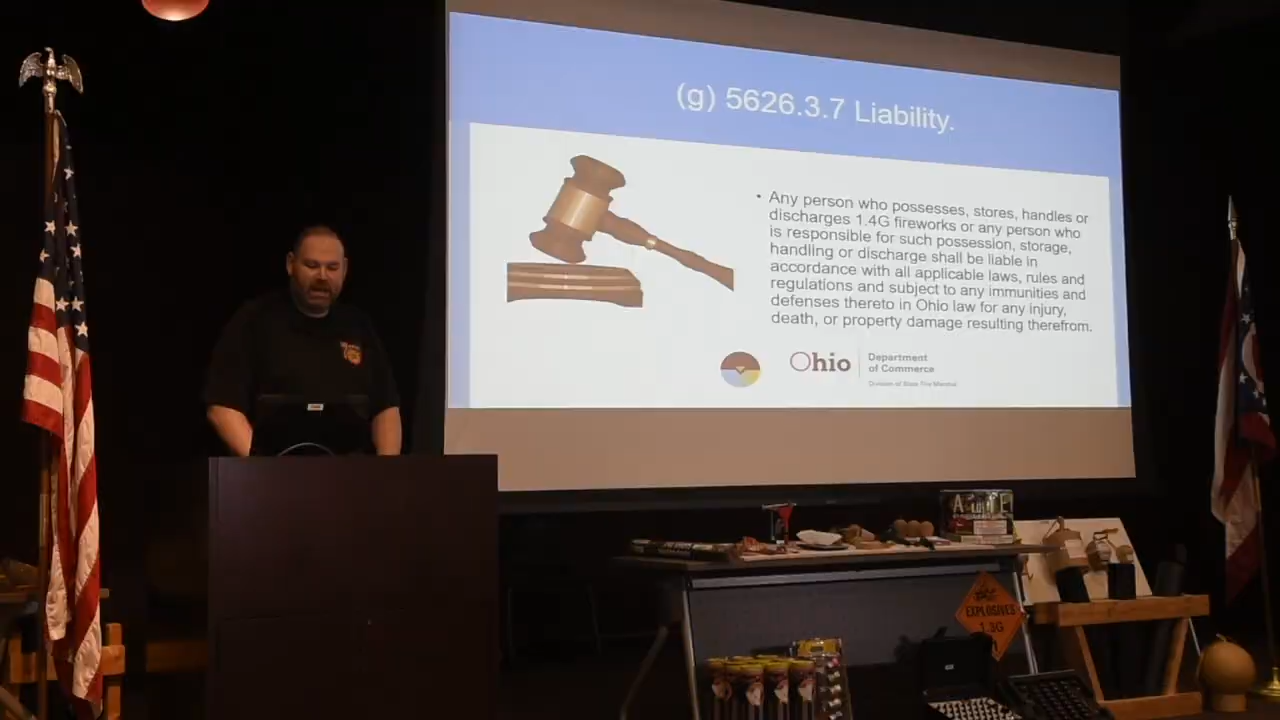 (g) 5626.3.7 Liability.
• Any person who possesses, stores, handles or
discharges 1.4G fireworks or any person who
is responsible for such possession, storage,
handling or discharge shall be liable in
accordance with all applicable laws, rules and
regulations and subject to any immunities and
defenses thereto in Ohio law for any injury,
death, or property damage resulting therefrom.
Ohio
Department
of Commerce
Division of State Fire Marshal
EXPLOSIVES
1.3G